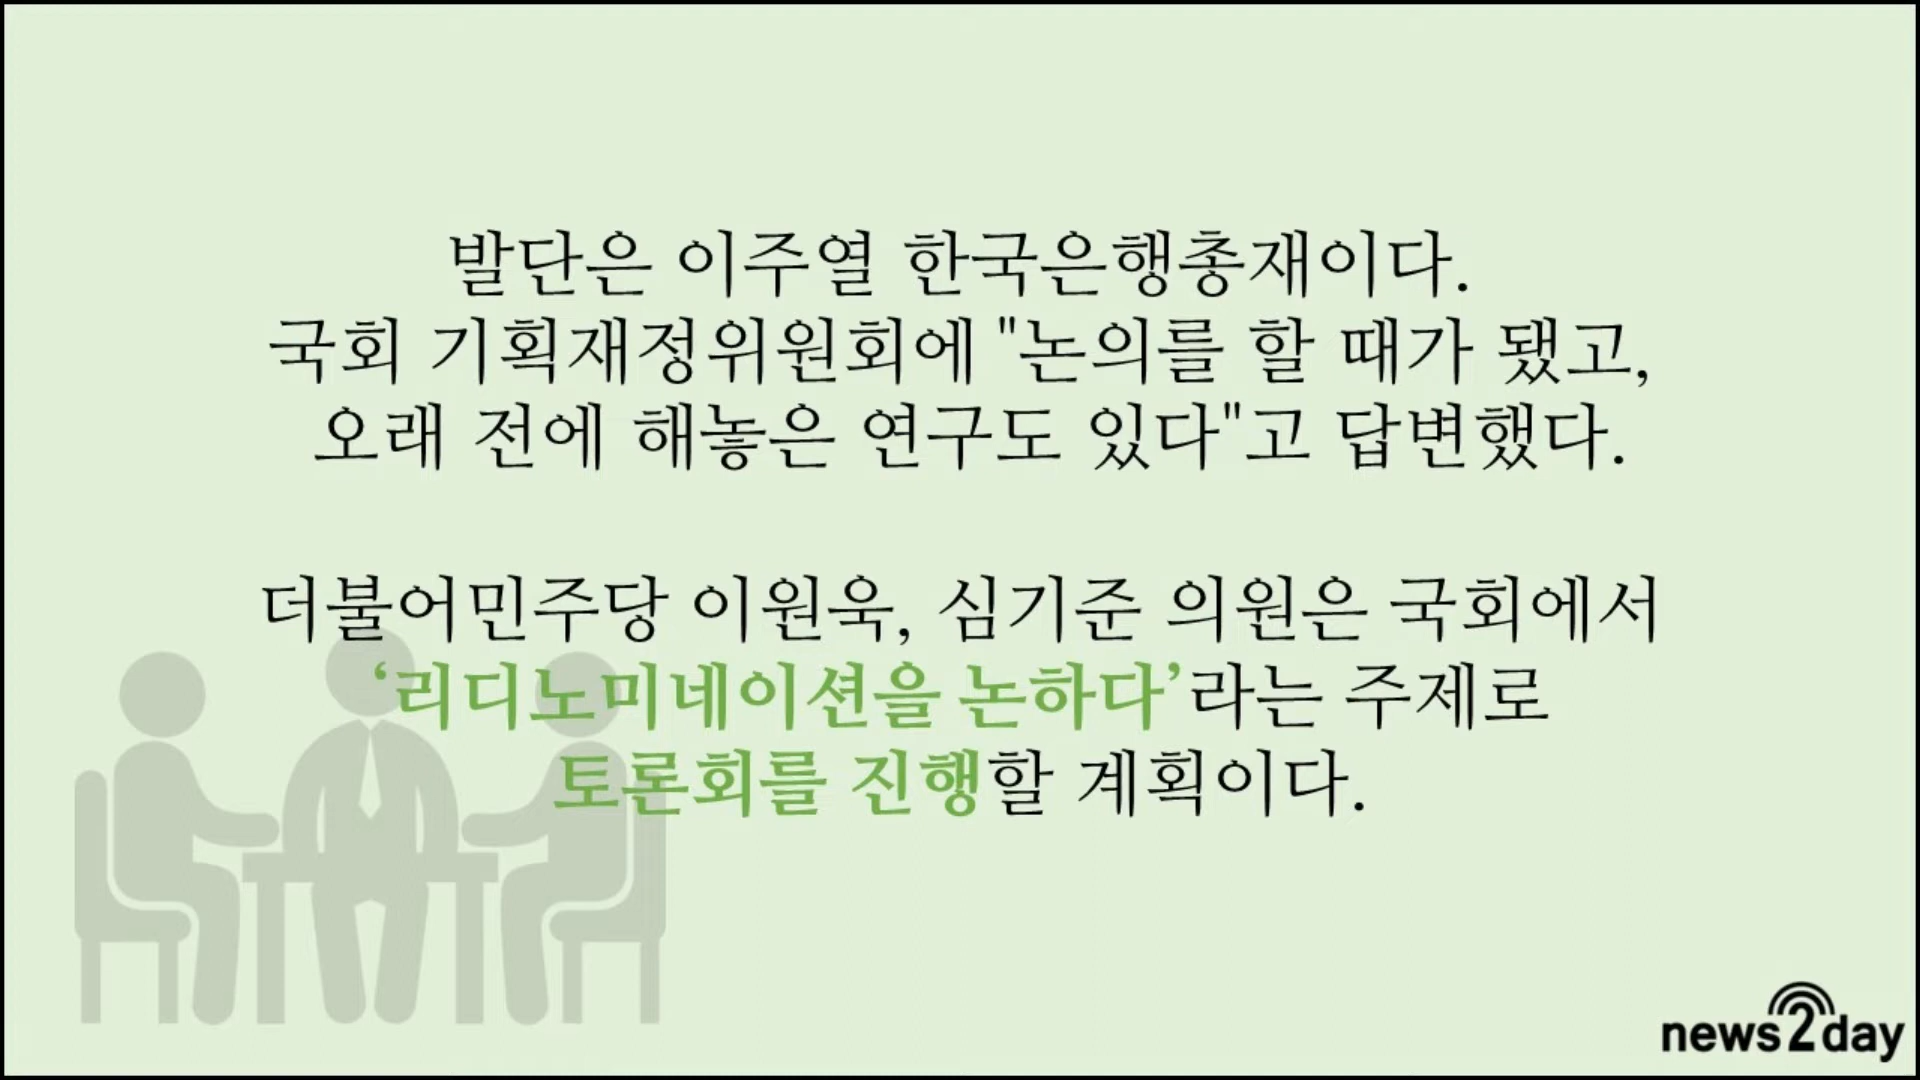 발단은 이주열 한국은행총재이다.
국회 기획재정위원회에 "논의를 할 때가 됐고,
오래 전에 해놓은 연구도 있다"고 답변했다.
더불어민주당 이원욱, 심기준 의원은 국회에서
‘리디노미네이션을 논하다’라는 주제로
토론회를 진행할 계획이다.
news2day